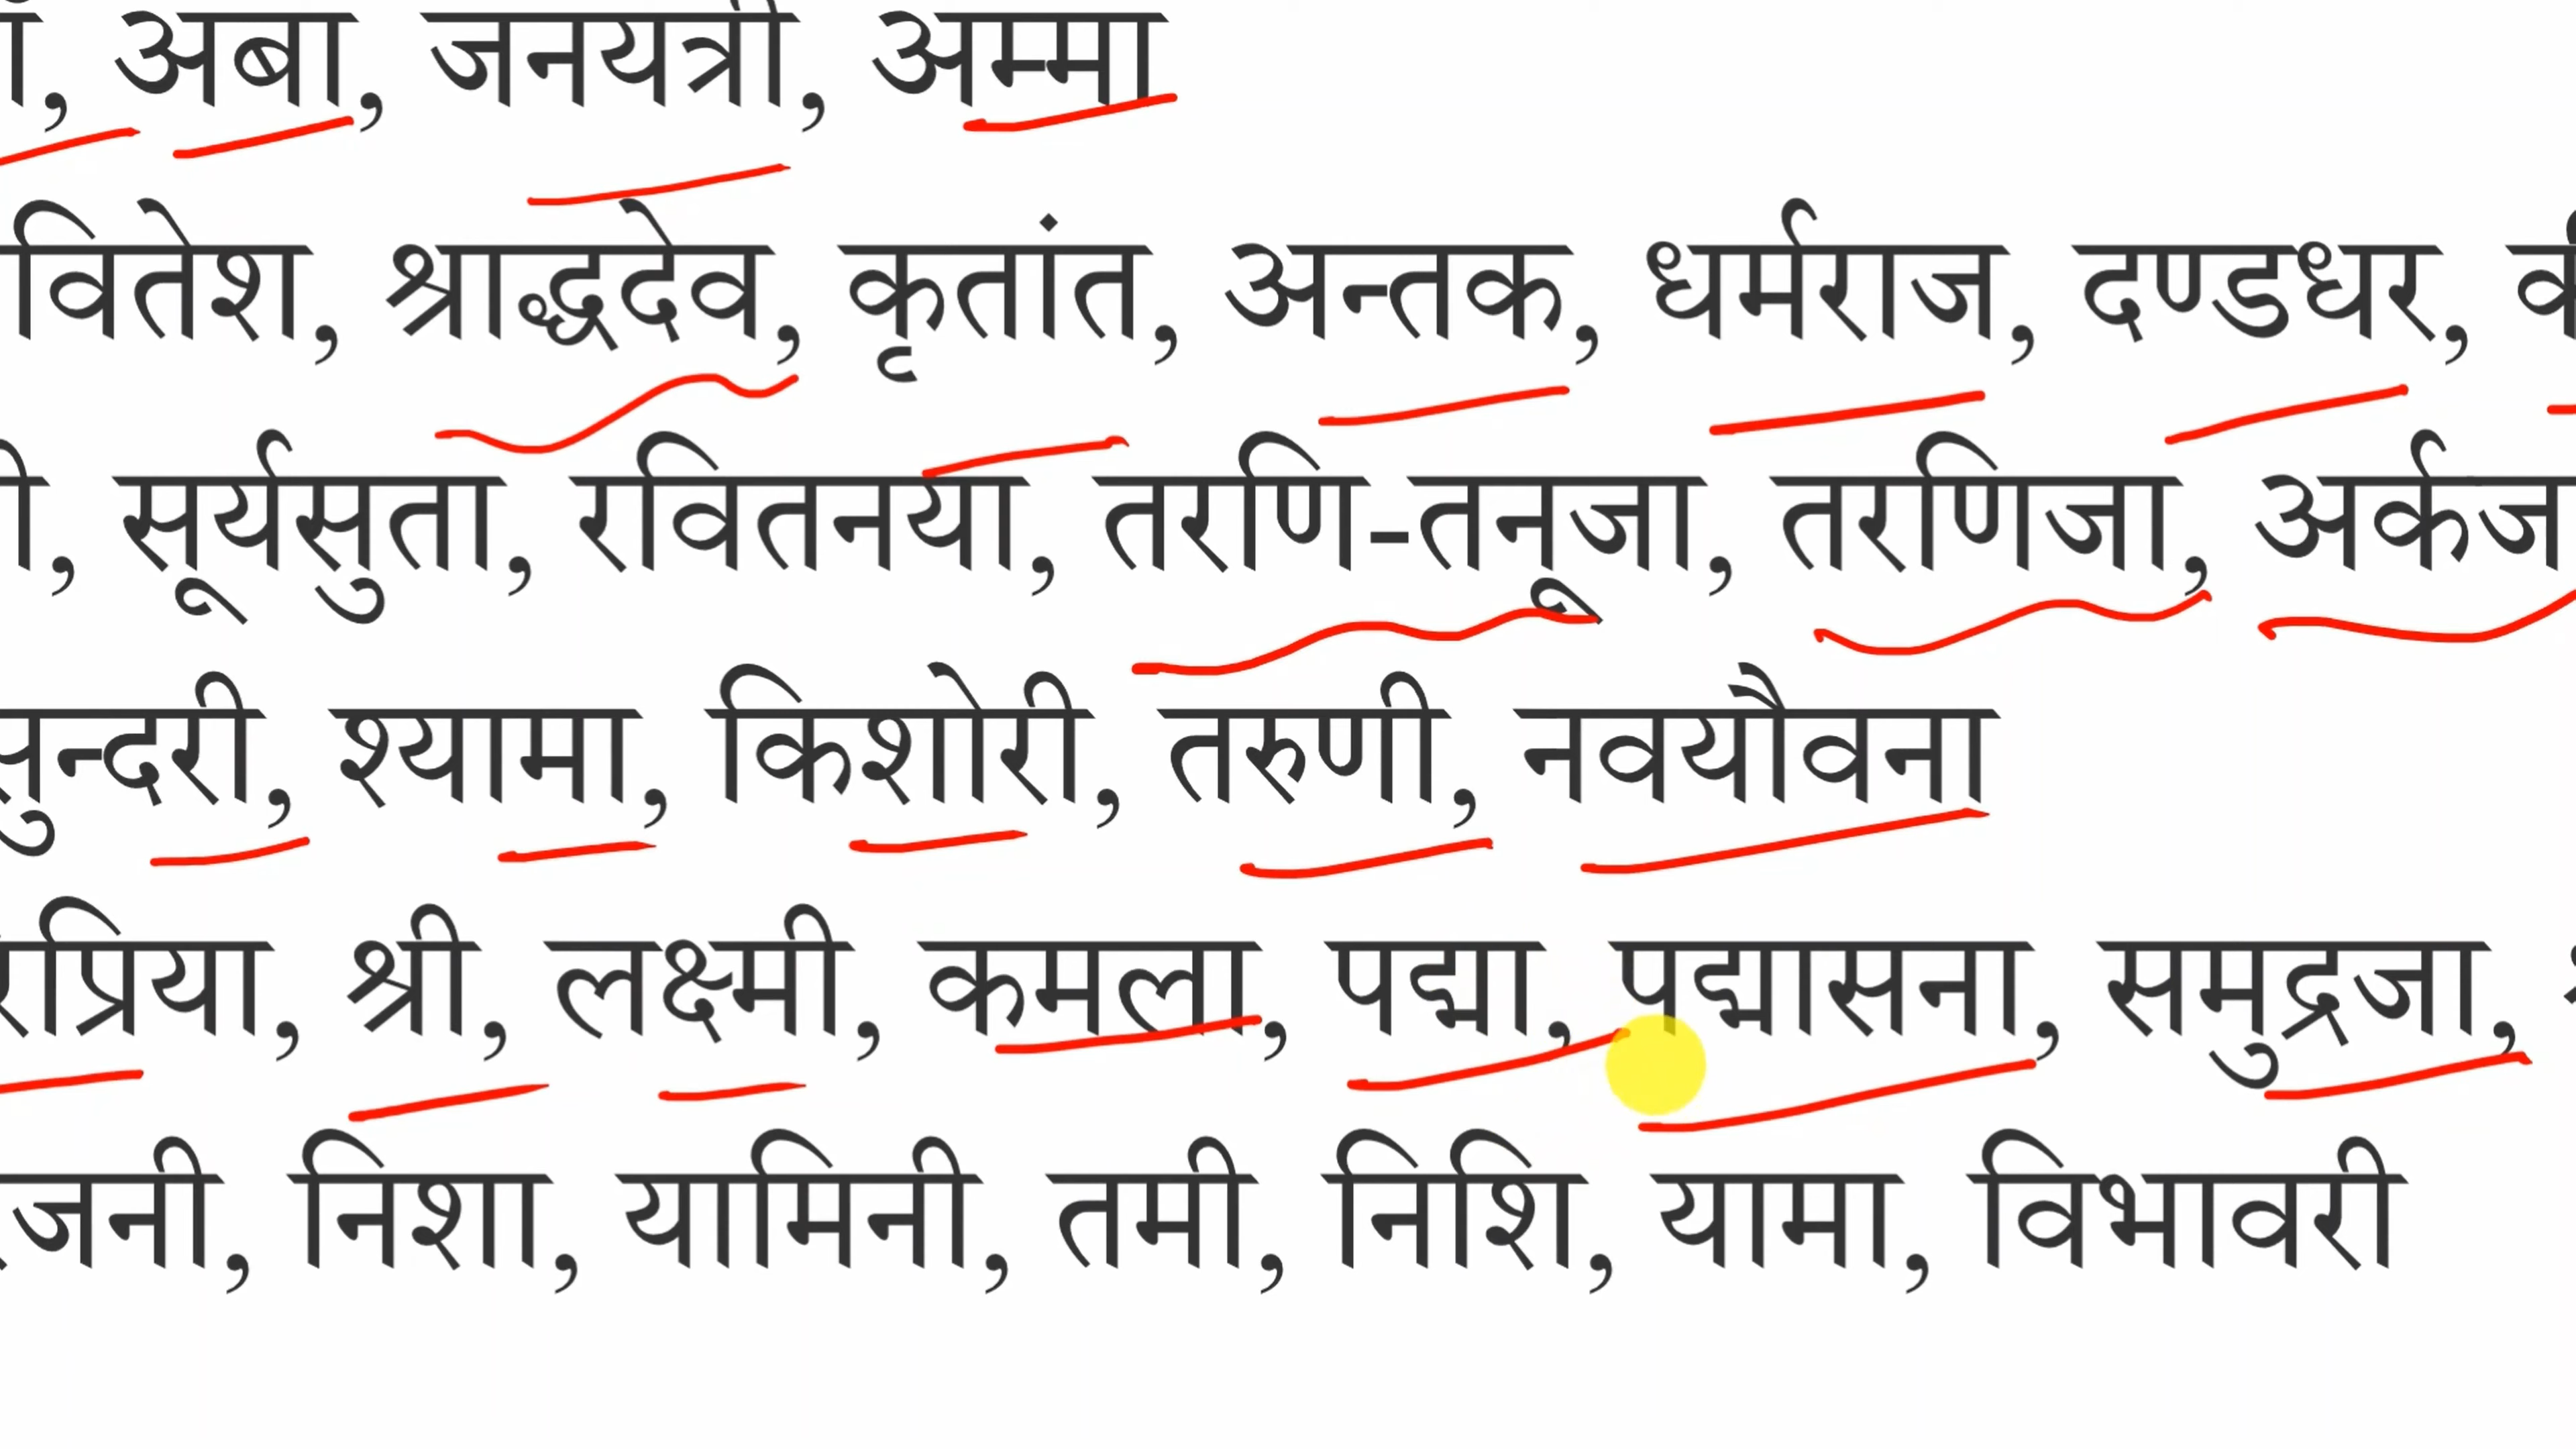 अबा, जनयत्री, अम्मा
वितेश, श्राद्धदेव, कृतांत, अन्तक, धर्मराज, दण्डधर,
सूर्यसुता, रवितनया, तरणि-तनूजा, तरणिजा, अर्कज
सुन्दरी, श्यामा, किशोरी, तरुणी, नवयौवना
प्रिया, श्री, लक्ष्मी, कमला, पद्मा, पद्मासना, समुद्रजा,
जनी, निशा, यामिनी, तमी, निशि, यामा, विभावरी